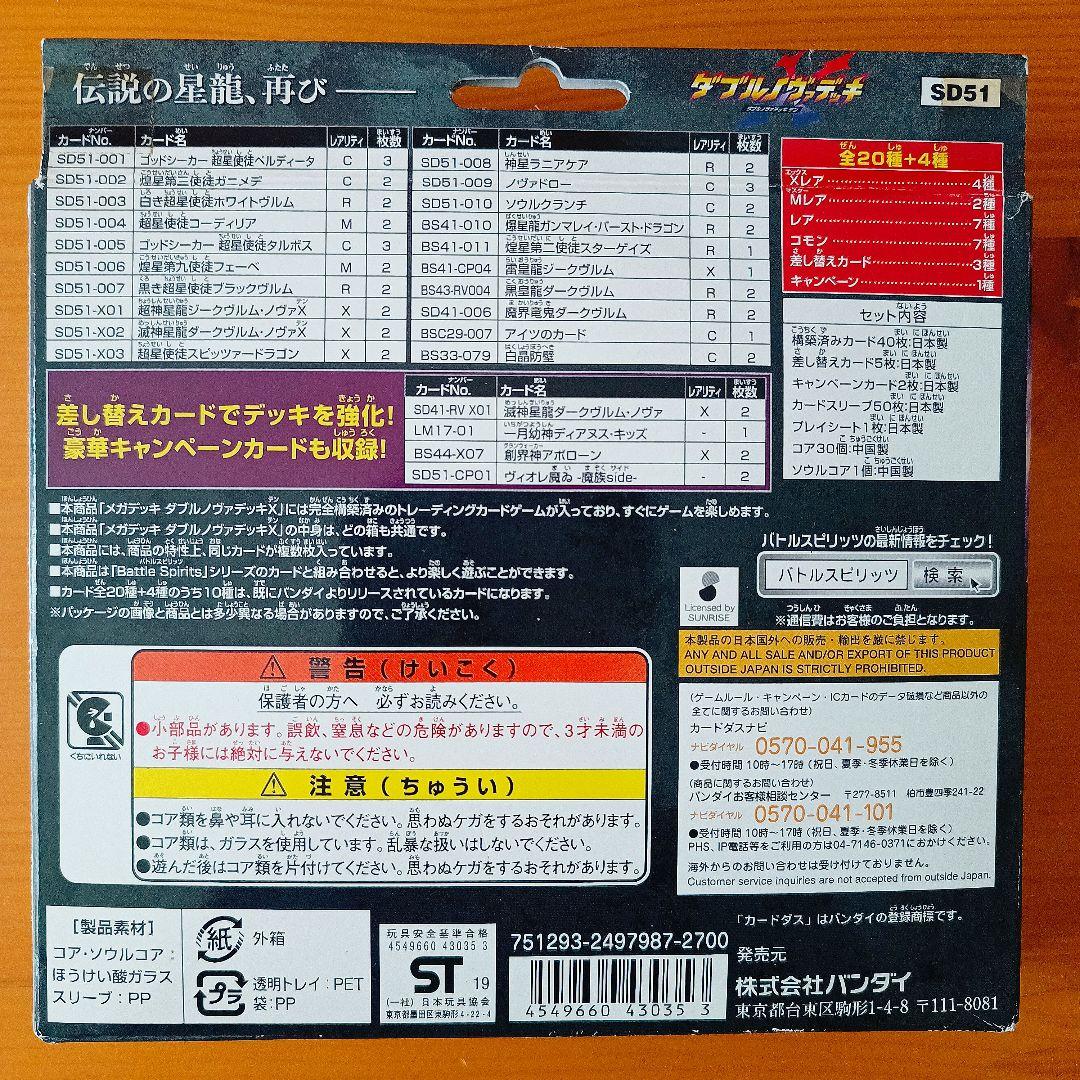 伝説の星龍、再び
ダブルノヴァデッキX
SD51
カードNo. カード名 レアリティ 枚数
SD51-001 ゴッドシーカー 超星使徒ペルディータ C 3
SD51-002 煌星第三使徒ガニメデ C 2
SD51-003 白き超星使徒ホワイトヴルム R 2
SD51-004 超星使徒コーディリア M 2
SD51-005 ゴッドシーカー 超星使徒タルボス C 3
SD51-006 煌星第九使徒フェーベ M 2
SD51-007 黒き超星使徒ブラックヴルム R 2
SD51-X01 超神星龍ジークヴルム・ノヴァX X 2
SD51-X02 滅神星龍ダークヴルム・ノヴァX X 2
SD51-X03 超星使徒スピッツァードラゴン X 2
カードNo. カード名 レアリティ 枚数
SD51-008 神星ラニアケア R 2
SD51-009 ノヴァドロー C 3
SD51-010 ソウルクランチ C 2
BS41-010 爆星龍ガンマレイ・バースト・ドラゴン R 2
BS41-011 煌星第二使徒スターゲイズ R 1
BS41-CP04 雷皇龍ジークヴルム X 1
BS43-RV004 黒皇龍ダークヴルム R 2
SD41-006 魔界竜鬼ダークヴルム R 2
BSC29-007 アイツのカード C 1
BS33-079 白晶防壁 C 2
全20種+4種
Xレア 4種
Mレア 2種
レア 7種
コモン 7種
差し替えカード 3種
キャンペーン 1種
セット内容
構築済みカード40枚:日本製
差し替えカード5枚:日本製
キャンペーンカード2枚:日本製
カードスリーブ50枚:日本製
プレイシート1枚:日本製
コア30個:中国製
ソウルコア1個:中国製
差し替えカードでデッキを強化!
豪華キャンペーンカードも収録!
カードNo. カード名 レアリティ 枚数
SD41-RV X01 滅神星龍ダークヴルム・ノヴァ X 2
LM17-01 一月幼神ディアヌス・キッズ - 1
BS44-X07 創界神アポローン X 2
SD51-CP01 ヴィオレ魔ゐ -魔族side- - 2
■本商品「メガデッキ ダブルノヴァデッキX」には完全構築済みのトレーディングカードゲームが入っており、すぐにゲームを楽しめます。
■本商品「メガデッキ ダブルノヴァデッキX」の中身は、どの箱も共通です。
■本商品には、商品の特性上、同じカードが複数枚入っています。
■本商品は「Battle Spirits」シリーズのカードと組み合わせると、より楽しく遊ぶことができます。
■カード全20種+4種のうち10種は、既にバンダイよりリリースされているカードになります。
※パッケージの画像と商品とは多少異なる場合がありますので、ご了承ください。
バトルスピリッツの最新情報をチェック!
バトルスピリッツ 検索
※通信費はお客様のご負担となります。
Licensed by
SUNRISE
本製品の日本国外への販売・輸出を厳に禁じます。
ANY AND ALL SALE AND/OR EXPORT OF THIS PRODUCT
OUTSIDE JAPAN IS STRICTLY PROHIBITED.
くちにいれない
警告(けいこく)
保護者の方へ 必ずお読みください。
●小部品があります。誤飲、窒息などの危険がありますので、3才未満の
お子様には絶対に与えないでください。
注意(ちゅうい)
●コア類を鼻や耳に入れないでください。思わぬケガをするおそれがあります。
●コア類は、ガラスを使用しています。乱暴な扱いはしないでください。
●遊んだ後はコア類を片付けてください。思わぬケガをするおそれがあります。
(ゲームルール・キャンペーン・ICカードのデータ破損など商品以外の
全てに関するお問い合わせ)
カードダスナビ
ナビダイヤル 0570-041-955
●受付時間 10時～17時(祝日、夏季・冬季休業日を除く)
(商品に関するお問い合わせ)
バンダイお客様相談センター 〒277-8511 柏市豊四季241-22
ナビダイヤル 0570-041-101
●受付時間 10時～17時(祝日、夏季・冬季休業日を除く)
PHS、IP電話等をご利用の方は04-7146-0371におかけください。
海外からのお問い合わせは受け付けておりません。
Customer service inquiries are not accepted from outside Japan.
「カードダス」はバンダイの登録商標です。
[製品素材]
コア・ソウルコア:
ほうけい酸ガラス
スリーブ:PP
紙 外箱
プラ 透明トレイ:PET
袋:PP
玩具安全基準合格
4549660 43035 3
ST 19
(一社)日本玩具協会
東京都墨田区東駒形4-22-4
751293-2497987-2700
4549660 430353
発売元
株式会社バンダイ
東京都台東区駒形1-4-8 〒111-8081